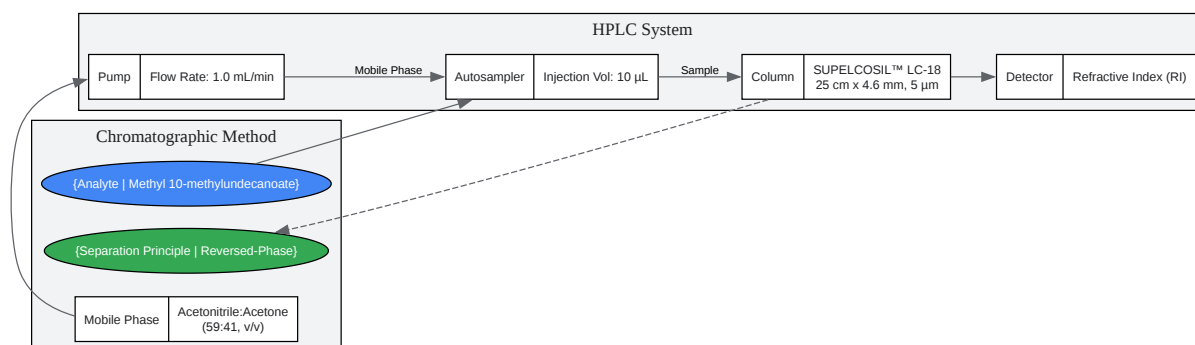 HPLC System
Pump
Flow Rate: 1.0 mL/min
Mobile Phase
Autosampler
Injection Vol: 10 µL
Sample
Column
SUPELCOSIL™ LC-18
25 cm x 4.6 mm, 5 µm
Detector
Refractive Index (RI)
Chromatographic Method
{Analyte | Methyl 10-methylundecanoate}
{Separation Principle | Reversed-Phase}
Mobile Phase
Acetonitrile:Acetone
(59:41, v/v)